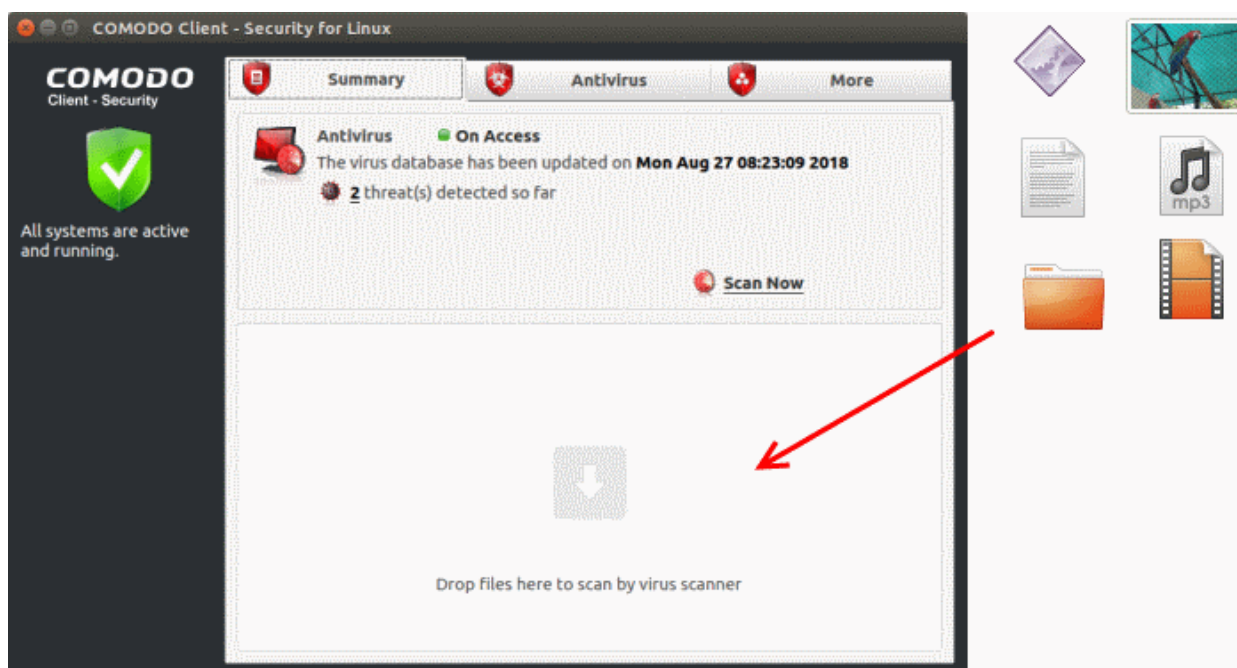 COMODO Client - Security for Linux
COMODO
Client - Security
All systems are active
and running.
Summary
Antivirus
More
Antivirus On Access
The virus database has been updated on Mon Aug 27 08:23:09 2018
2 threat(s) detected so far
Scan Now
Drop files here to scan by virus scanner
mp3